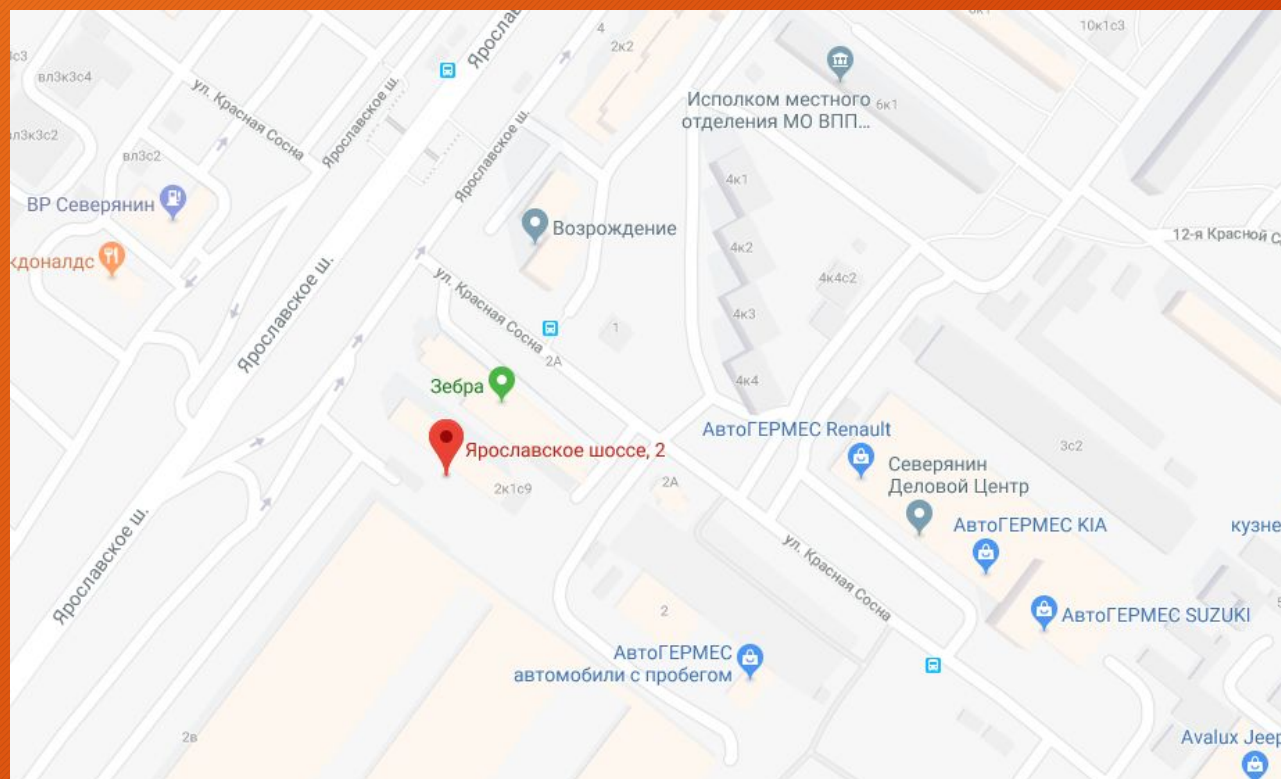 4
10к1с3
2к2
Ярославское ш.
вл3к3с4
ул. Красная Сосна
Ярославское ш.
Исполком местного
отделения МО ВПП...
6к1
вл3с2
Ярославское ш.
4к1
ВР Северянин
Возрождение
4к2
12-я Красной
кдоналдс
4к4с2
ул. Красная Сосна
Ярославское ш.
4к3
1
2А
4к4
Зебра
АвтоГЕРМЕС Renault
Ярославское шоссе, 2
3с2
Северянин
Деловой Центр
2к1с9
2А
АвтоГЕРМЕС KIA
кузне
Ярославское ш.
ул. Красная Сосна
2
АвтоГЕРМЕС SUZUKI
АвтоГЕРМЕС
автомобили с пробегом
2в
Avalux Jeep